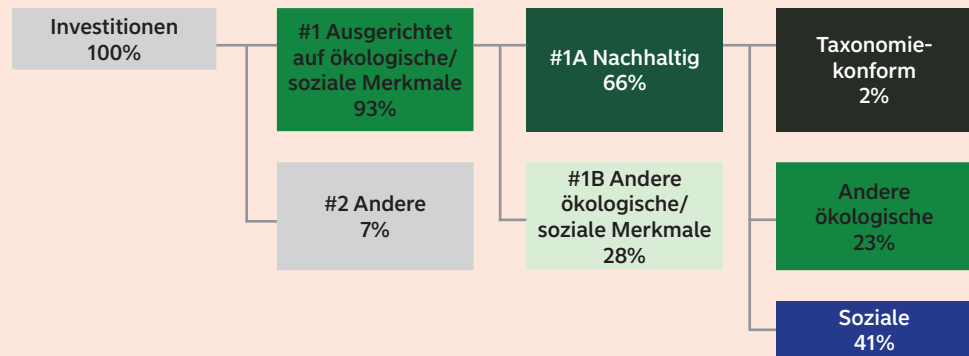 Investitionen
100%
#1 Ausgerichtet
auf ökologische/
soziale Merkmale
93%
#1A Nachhaltig
66%
Taxonomie-
konform
2%
#2 Andere
7%
#1B Andere
ökologische/
soziale Merkmale
28%
Andere
ökologische
23%
Soziale
41%